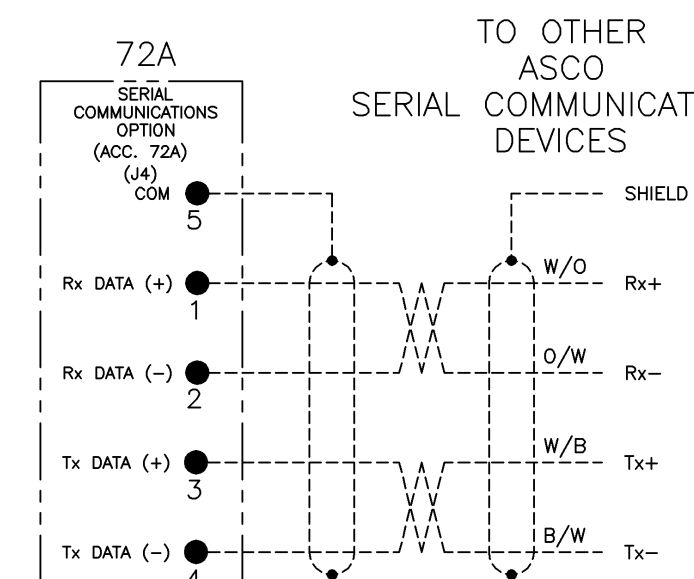 TO OTHER
ASCO
SERIAL COMMUNICAT
DEVICES
72A
SERIAL
COMMUNICATIONS
OPTION
(ACC. 72A)
(J4)
COM
5
SHIELD
W/O
Rx DATA (+)
1
Rx+
O/W
Rx DATA (−)
2
Rx−
W/B
Tx DATA (+)
3
Tx+
B/W
Tx DATA (−)
4
Tx−